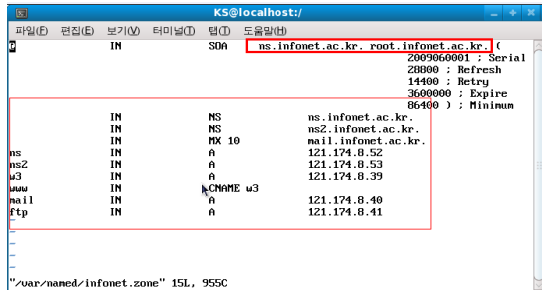 KS@localhost:/
파일(F) 편집(E) 보기(V) 터미널(T) 탭(T) 도움말(H)
@ IN SOA ns.infonet.ac.kr. root.infonet.ac.kr. (
2009060001 ; Serial
28800 ; Refresh
14400 ; Retry
3600000 ; Expire
86400 ) ; Minimum
IN NS ns.infonet.ac.kr.
IN NS ns2.infonet.ac.kr.
IN MX 10 mail.infonet.ac.kr.
ns IN A 121.174.8.52
ns2 IN A 121.174.8.53
w3 IN A 121.174.8.39
www IN CNAME w3
mail IN A 121.174.8.40
ftp IN A 121.174.8.41
~
~
~
~
"/var/named/infonet.zone" 15L, 955C